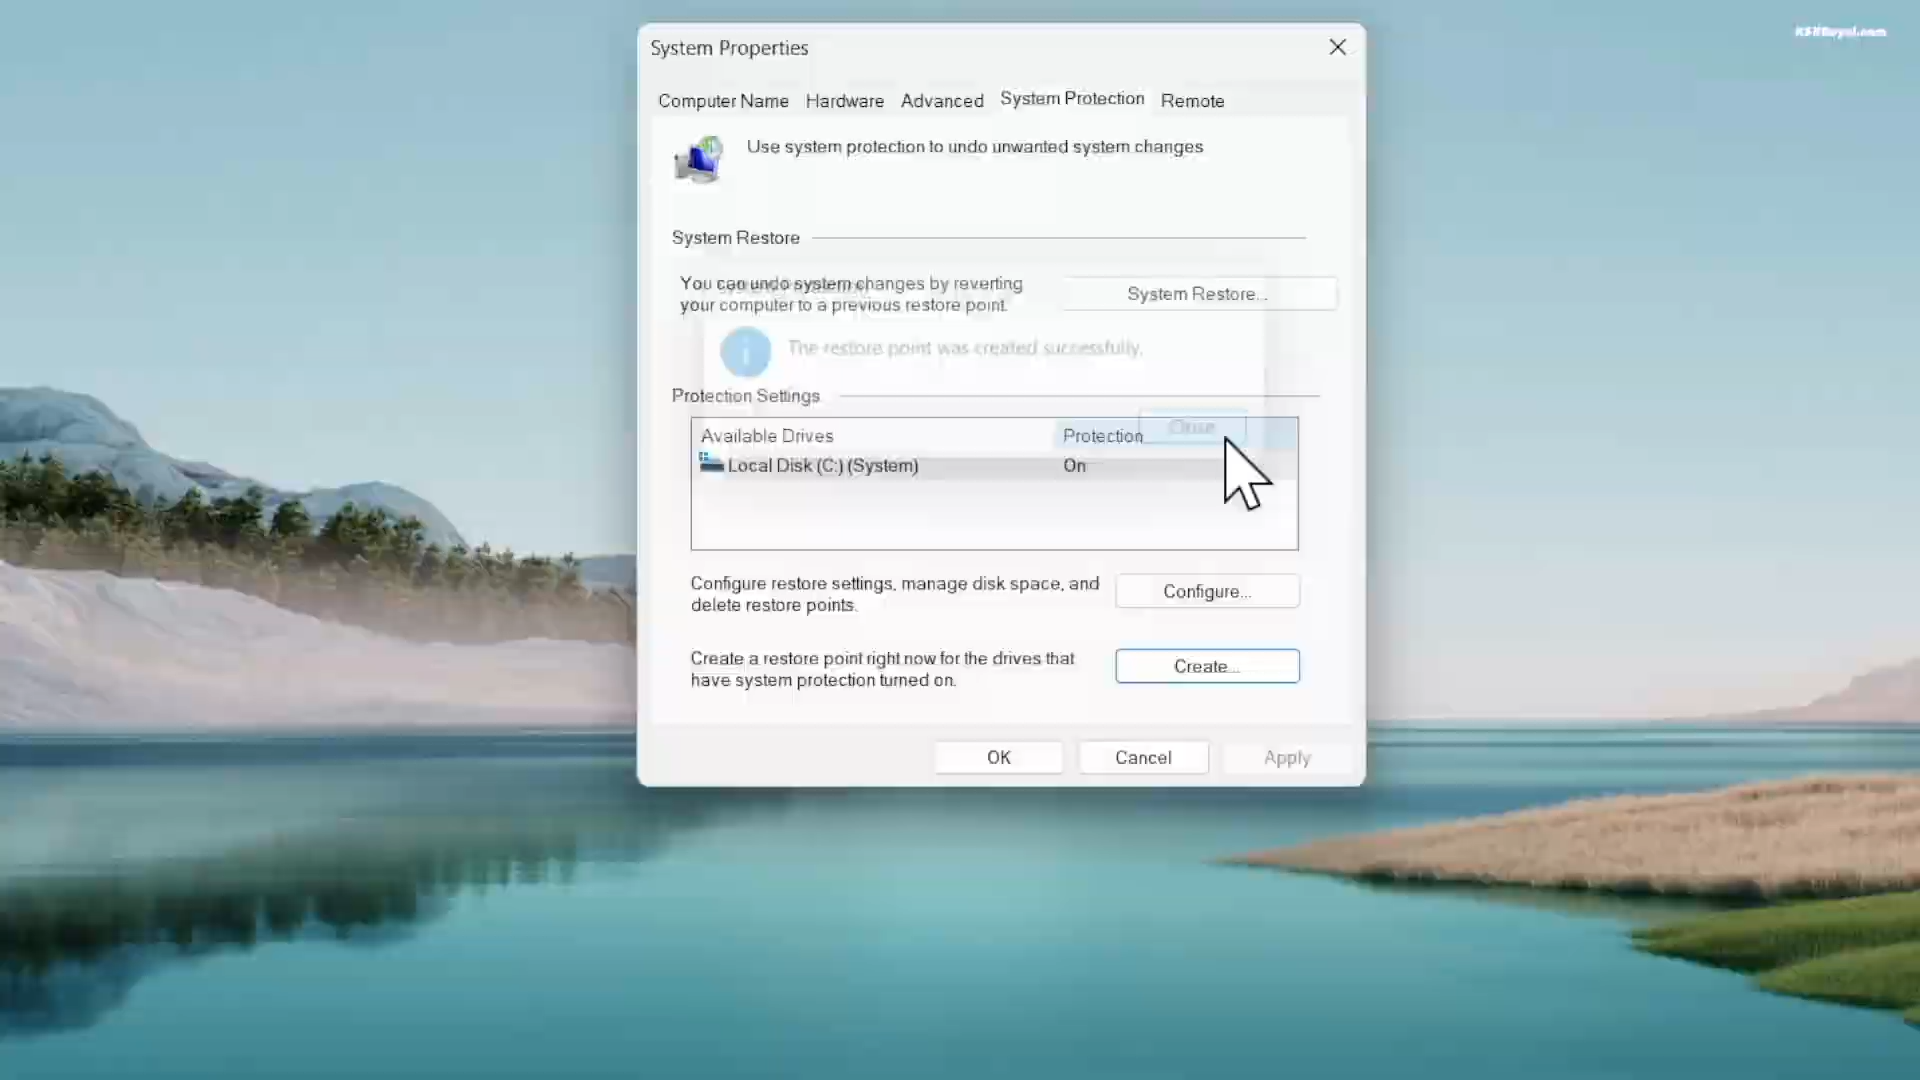 System Properties
Computer Name Hardware Advanced System Protection Remote
Use system protection to undo unwanted system changes
System Restore
You can undo system changes by reverting
your computer to a previous restore point.
System Restore...
The restore point was created successfully.
Protection Settings
Close
Available Drives Protection
Local Disk (C:) (System) On
Configure restore settings, manage disk space, and
delete restore points.
Configure...
Create a restore point right now for the drives that
have system protection turned on.
Create...
OK Cancel Apply